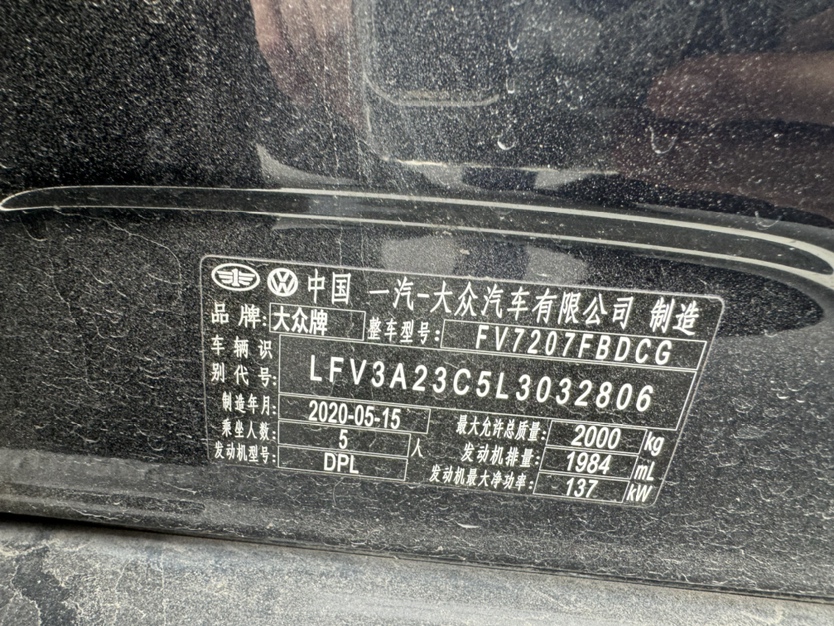 中国 一汽-大众汽车有限公司 制造
品牌: 大众牌 整车型号: FV7207FBDCG
车辆识别代号: LFV3A23C5L3032806
制造年月: 2020-05-15 最大允许总质量: 2000 kg
乘坐人数: 5 人 发动机排量: 1984 mL
发动机型号: DPL 发动机最大净功率: 137 kW